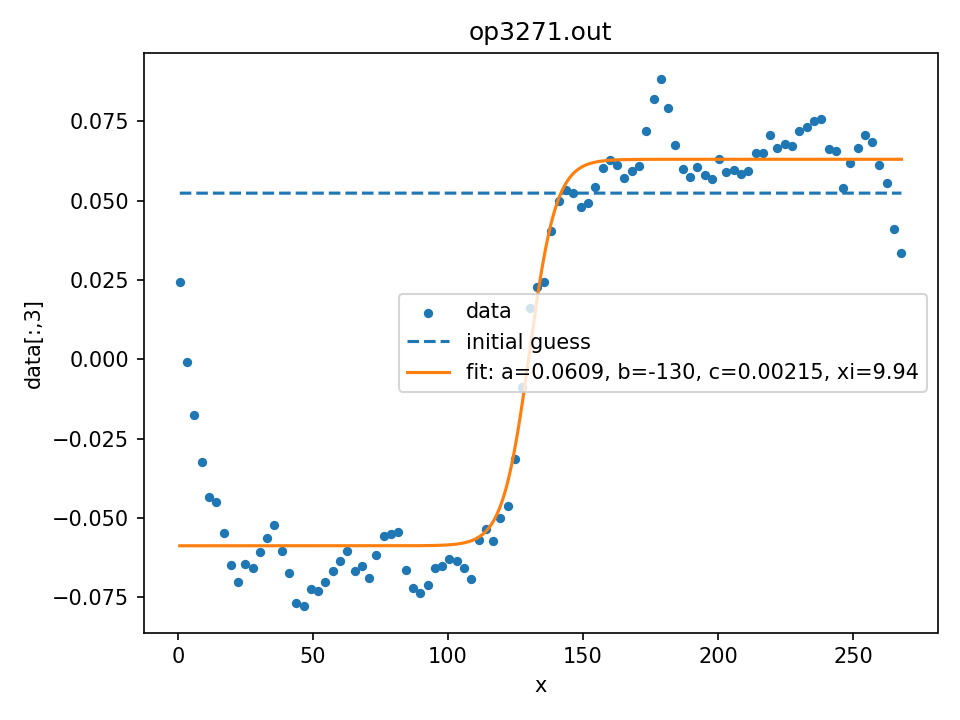 op3271.out
0.075
0.050
0.025
0.000
−0.025
−0.050
−0.075
data[:,3]
data
initial guess
fit: a=0.0609, b=-130, c=0.00215, xi=9.94
0 50 100 150 200 250
x